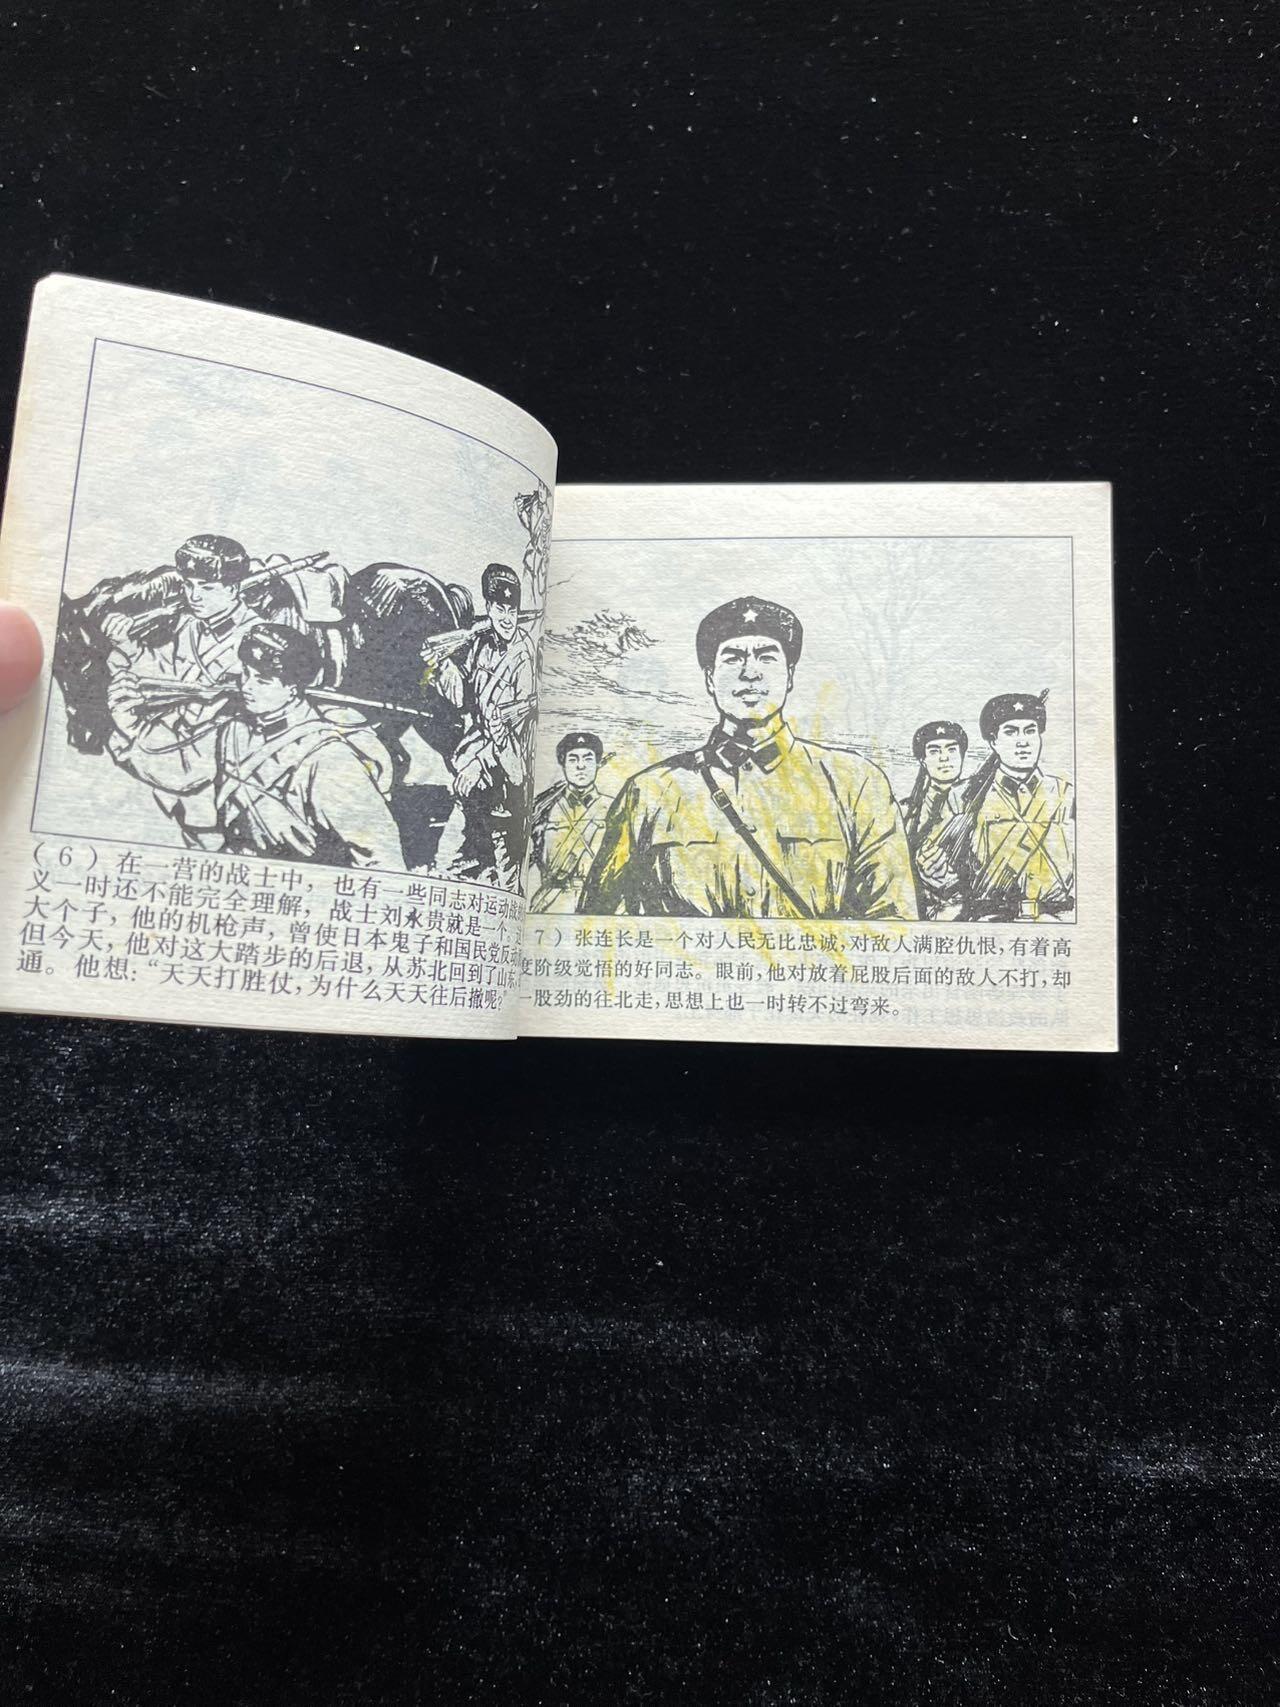 （6）在一营的战士中，也有一些同志对运动战
义一时还不能完全理解，战士刘永贵就是一个。这
大个子，他的机枪声，曾使日本鬼子和国民党反动
但今天，他对这大踏步的后退，从苏北回到了山东，
通。他想：“天天打胜仗，为什么天天往后撤呢？”
7）张连长是一个对人民无比忠诚，对敌人满腔仇恨，有着高
度阶级觉悟的好同志。眼前，他对放着屁股后面的敌人不打，却
一股劲的往北走，思想上也一时转不过弯来。